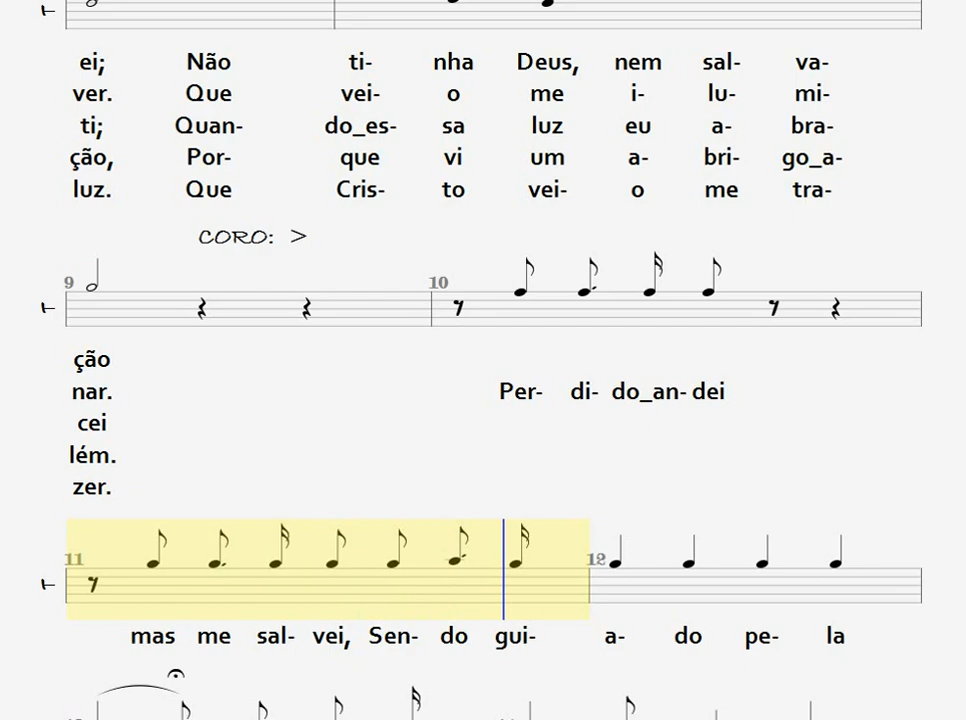 ei; Não ti- nha Deus, nem sal- va-
ver. Que vei- o me i- lu- mi-
ti; Quan- do_es- sa luz eu a- bra-
ção, Por- que vi um a- bri- go_a-
luz. Que Cris- to vei- o me tra-
CORO: >
9 10
ção
nar. Per- di- do_an- dei
cei
lém.
zer.
11 12
mas me sal- vei, Sen- do gui- a- do pe- la